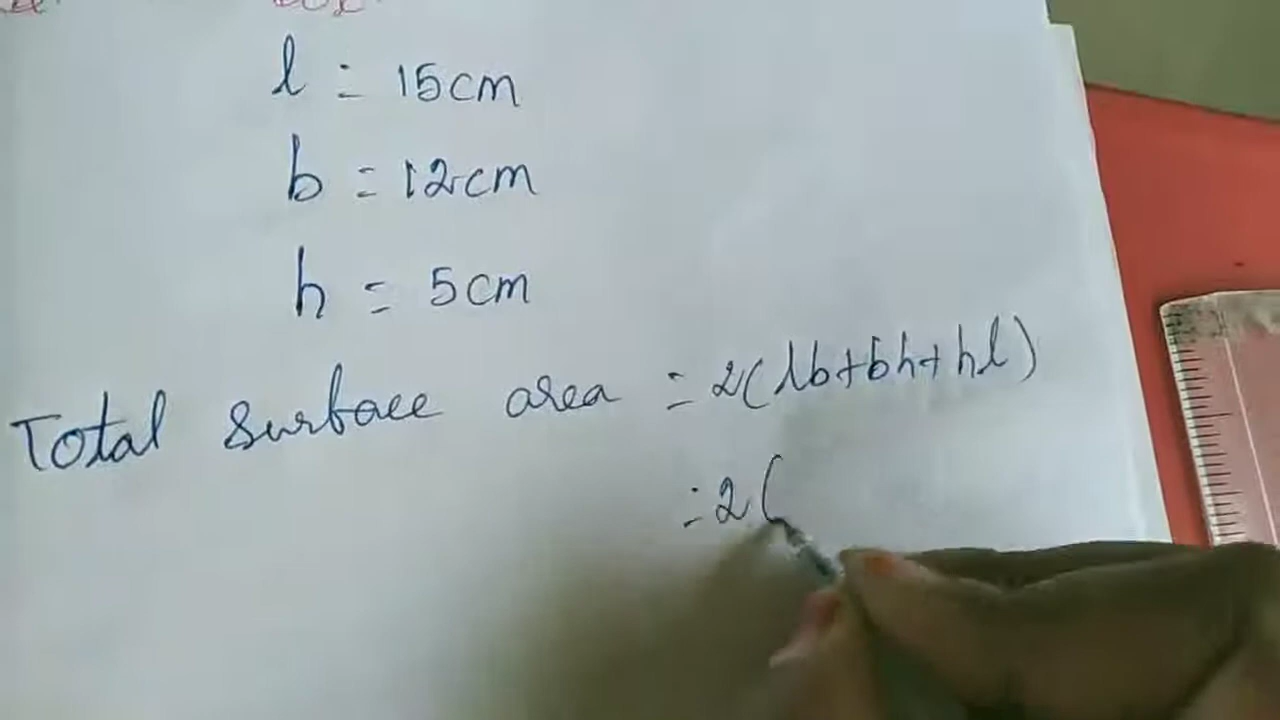 l = 15cm
b = 12cm
h = 5cm
Total surface area = 2(lb+bh+hl)
= 2(